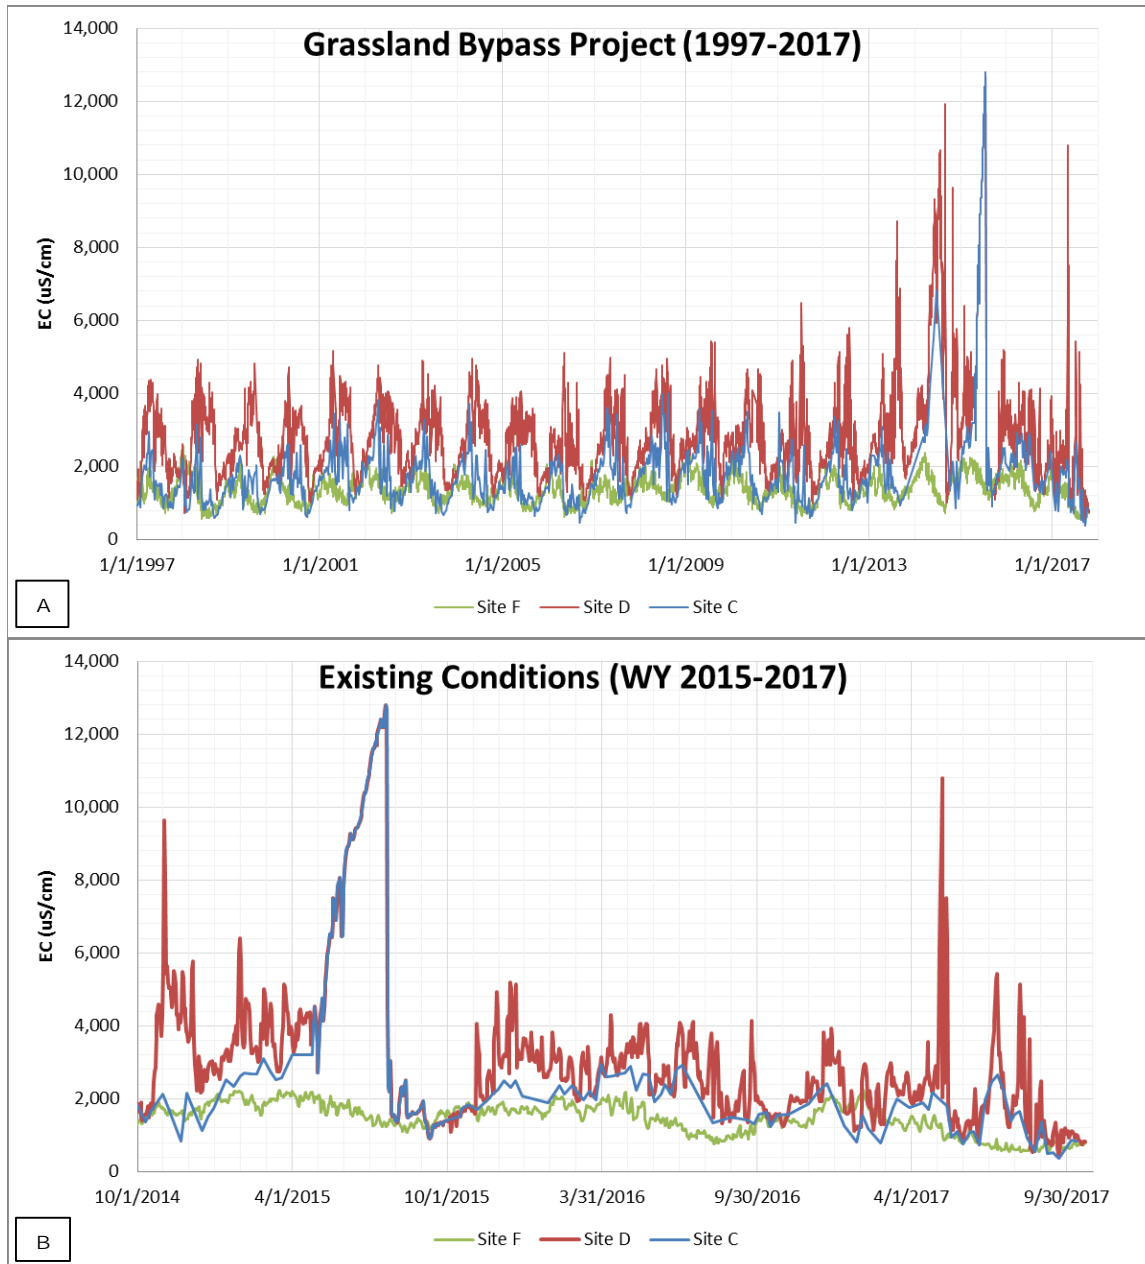 Grassland Bypass Project (1997-2017)
14,000
12,000
10,000
8,000
6,000
4,000
2,000
0
EC (uS/cm)
1/1/1997 1/1/2001 1/1/2005 1/1/2009 1/1/2013 1/1/2017
Site F Site D Site C
A
Existing Conditions (WY 2015-2017)
14,000
12,000
10,000
8,000
6,000
4,000
2,000
0
EC (uS/cm)
10/1/2014 4/1/2015 10/1/2015 3/31/2016 9/30/2016 4/1/2017 9/30/2017
Site F Site D Site C
B